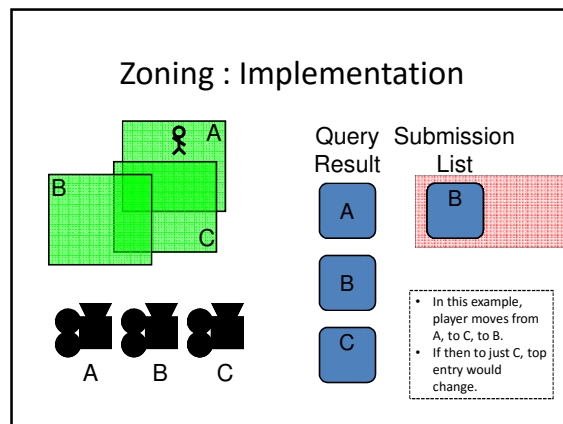 Zoning : Implementation
A
B
C
A
B
C
Query
Result
A
B
C
Submission
List
B
• In this example,
player moves from
A, to C, to B.
• If then to just C, top
entry would
change.